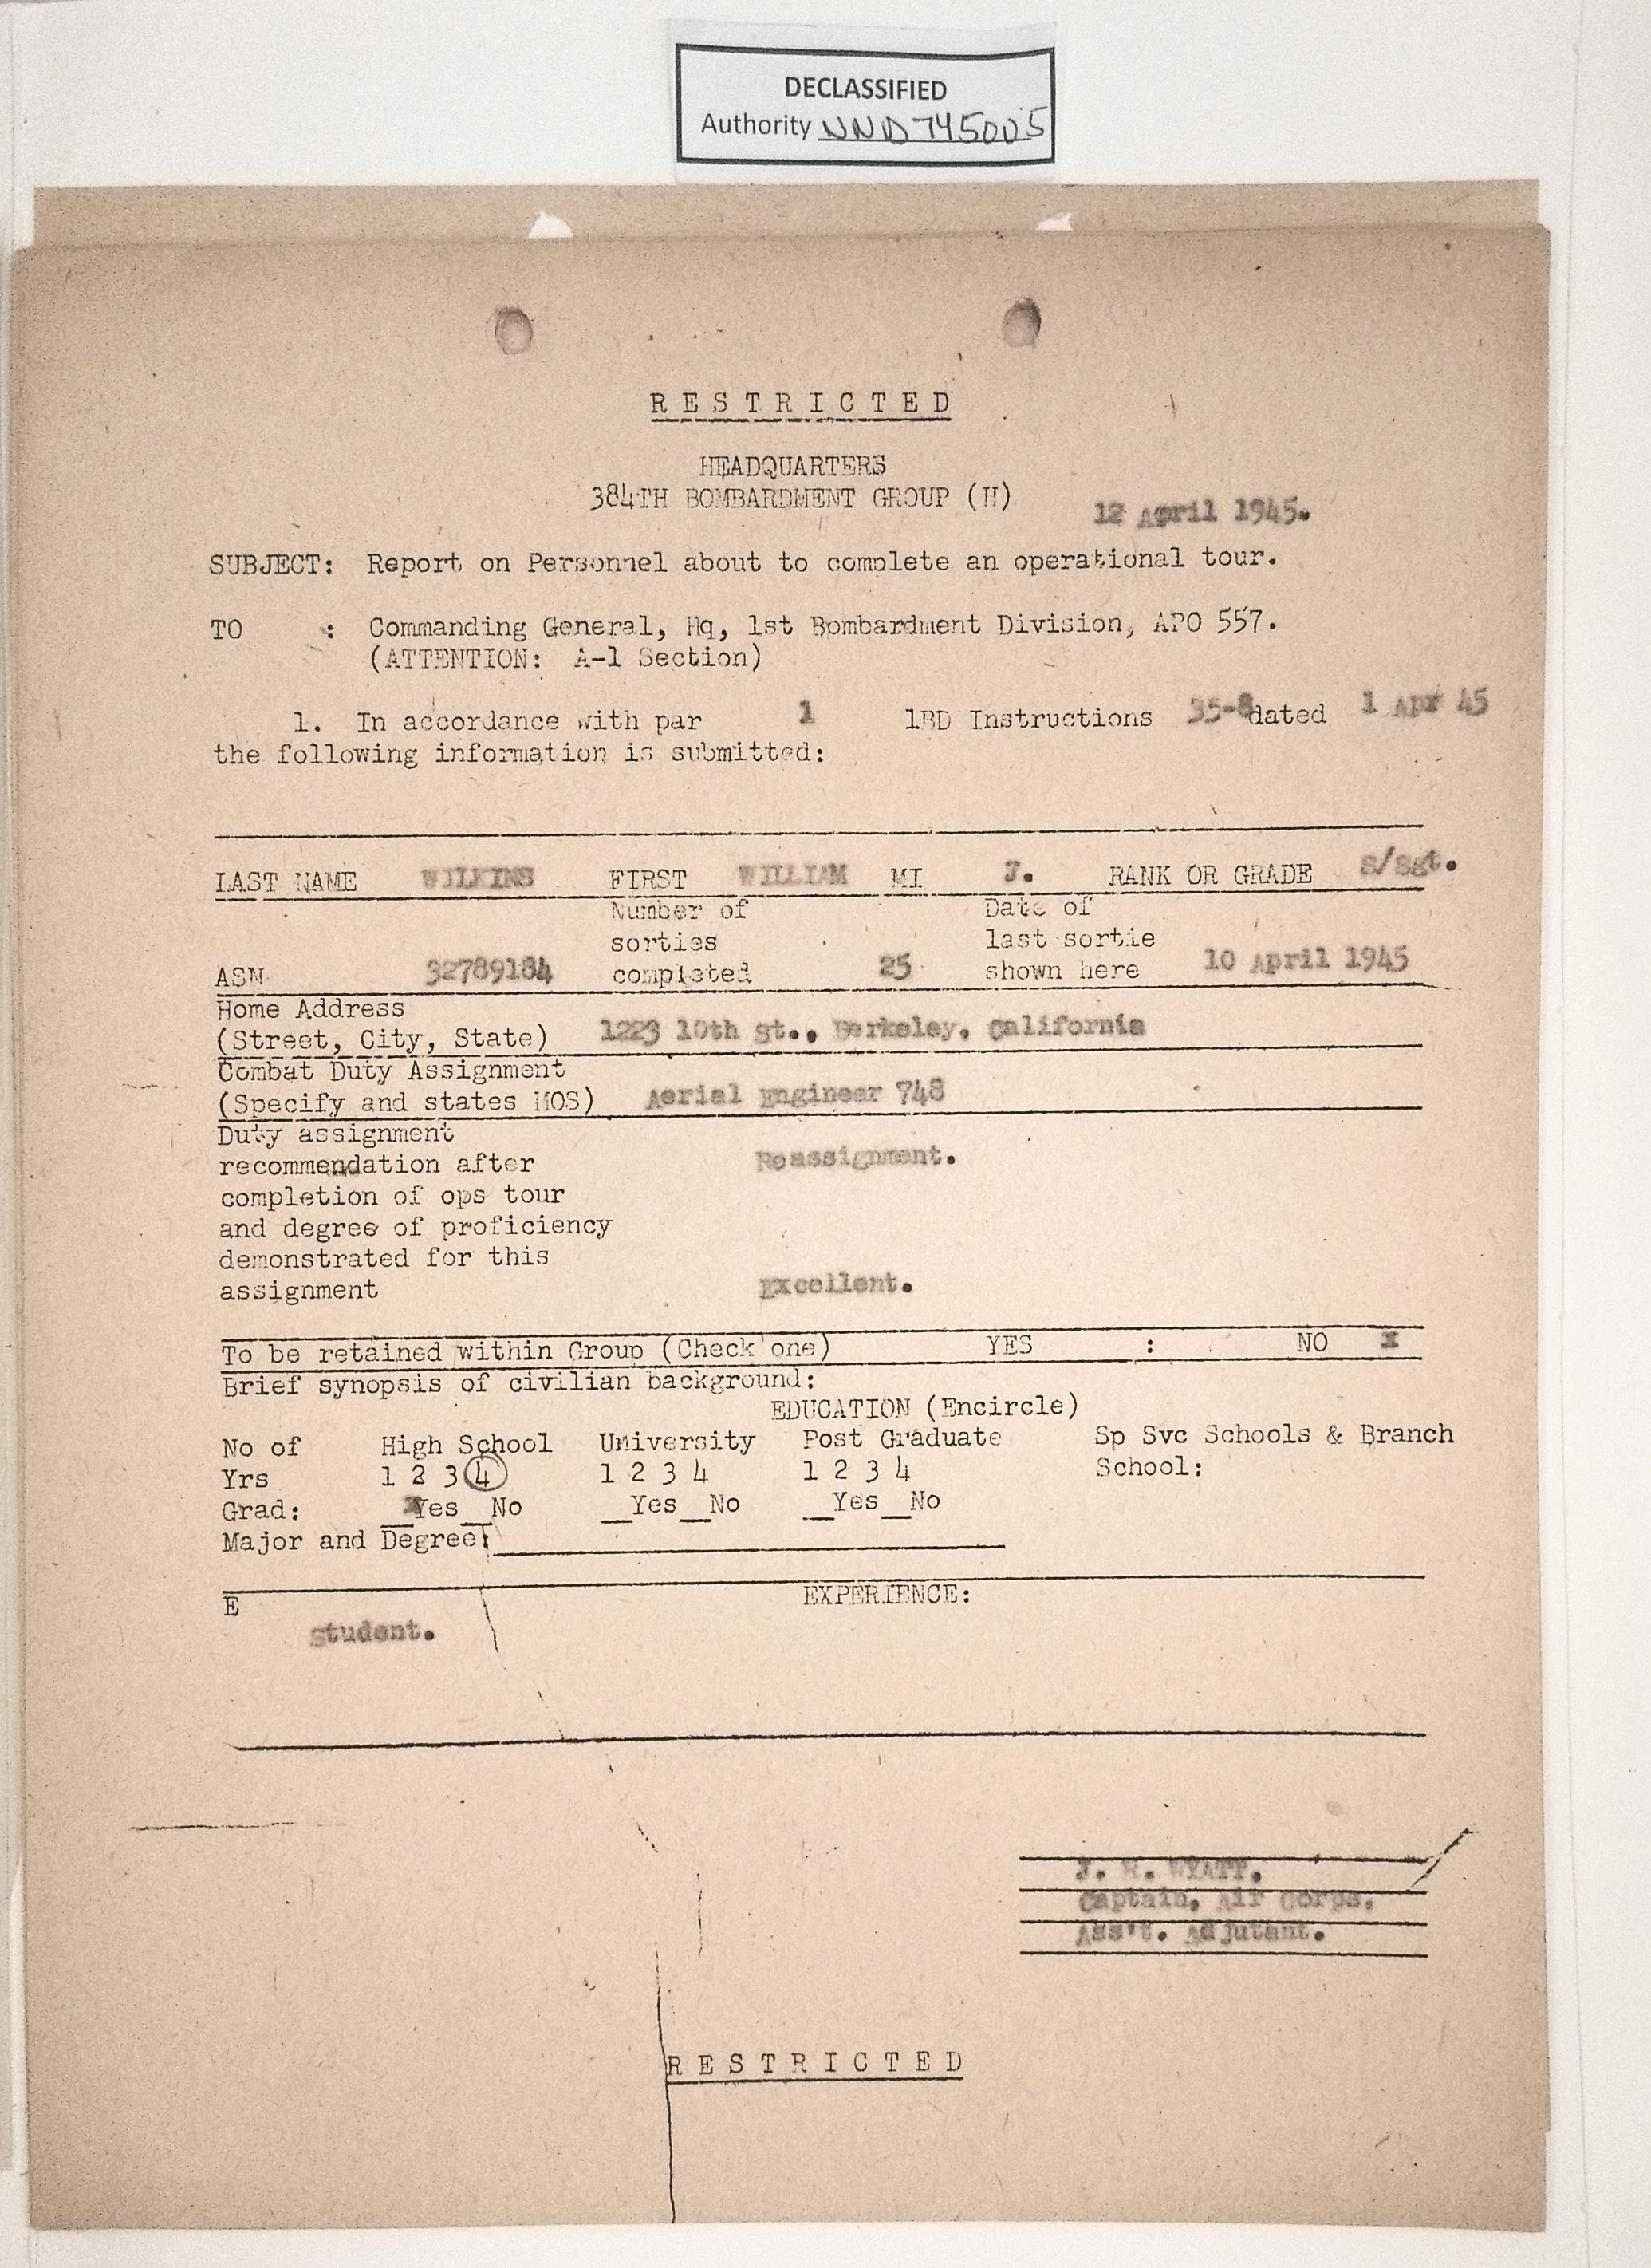 DECLASSIFIED
Authority NND 745005
RESTRICTED
HEADQUARTERS
384TH BOMBARDMENT GROUP (H)
12 April 1945.
SUBJECT: Report on Personnel about to complete an operational tour.
TO : Commanding General, Hq, 1st Bombardment Division, APO 557.
(ATTENTION: A-1 Section)
1. In accordance with par 1 1BD Instructions 35-8 dated 1 Apr 45
the following information is submitted:
LAST NAME WILKINS FIRST WILLIAM MI J. RANK OR GRADE S/Sgt.
Number of Date of
sorties last sortie
ASN 32789184 completed 25 shown here 10 April 1945
Home Address
(Street, City, State) 1223 10th St., Berkeley, California
Combat Duty Assignment
(Specify and states MOS) Aerial Engineer 748
Duty assignment
recommendation after Reassignment.
completion of ops tour
and degree of proficiency
demonstrated for this
assignment Excellent.
To be retained within Group (Check one) YES : NO X
Brief synopsis of civilian background:
EDUCATION (Encircle)
No of High School University Post Graduate Sp Svc Schools & Branch
Yrs 1 2 3 4 1 2 3 4 1 2 3 4 School:
Grad: X Yes __No __Yes __No __Yes __No
Major and Degree:
E EXPERIENCE:
Student.
WYATT,
Captain, Air Corps,
Ass't. Adjutant.
RESTRICTED